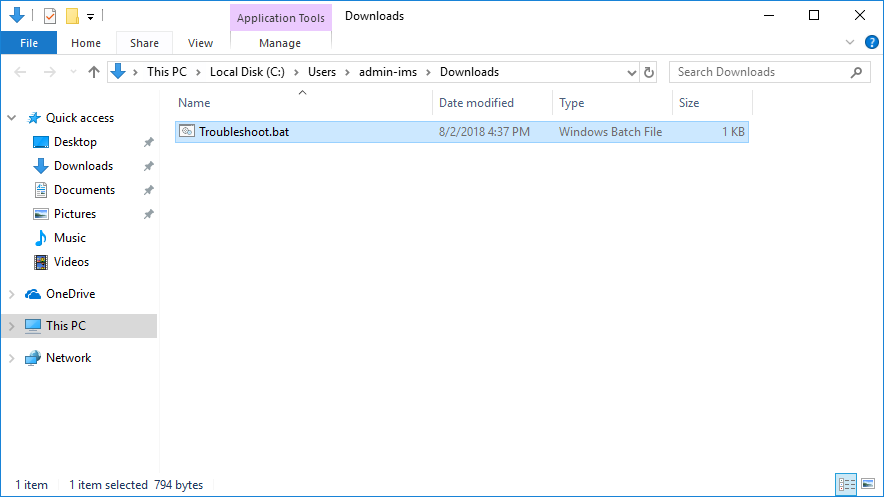 Application Tools
Downloads
File
Home
Share
View
Manage
?
This PC > Local Disk (C:) > Users > admin-ims > Downloads
Search Downloads
Name
Date modified
Type
Size
Quick access
Desktop
Downloads
Documents
Pictures
Music
Videos
OneDrive
This PC
Network
Troubleshoot.bat
8/2/2018 4:37 PM
Windows Batch File
1 KB
1 item
1 item selected 794 bytes